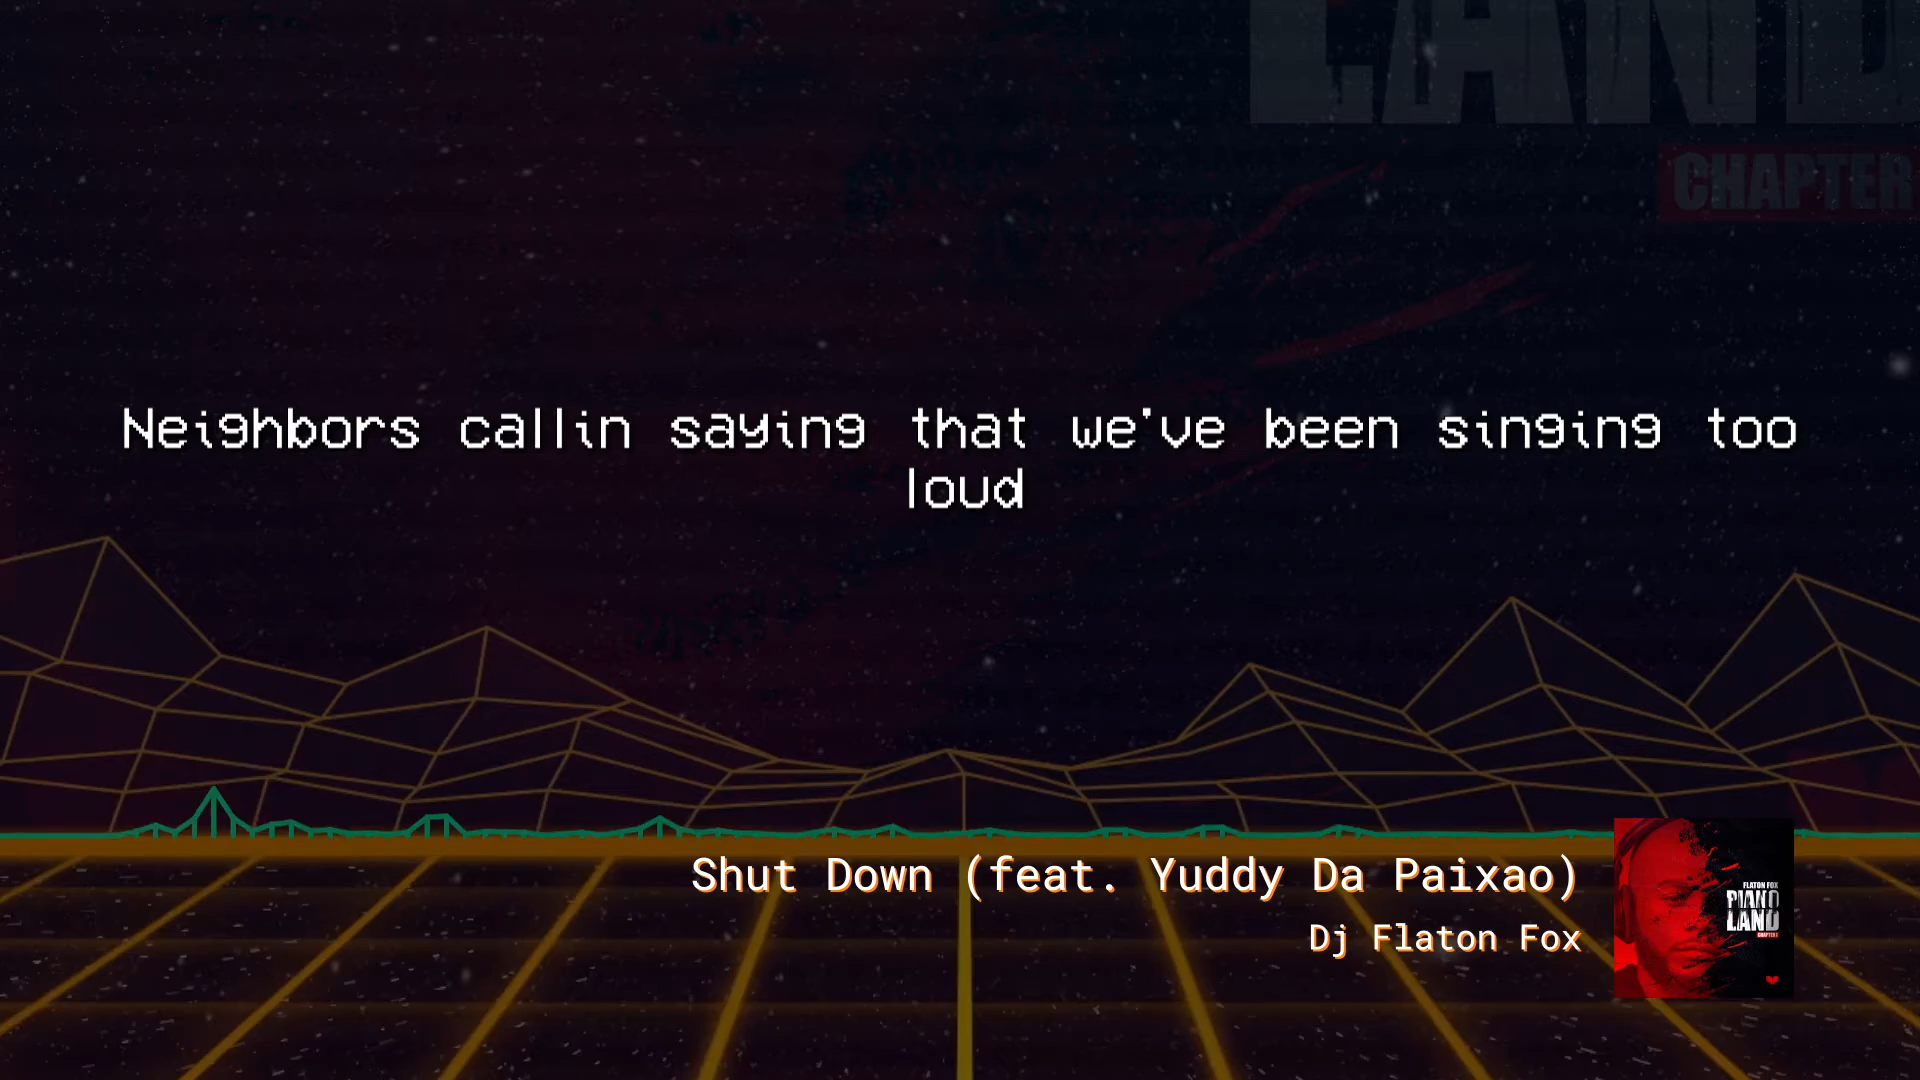 LAND
CHAPTER
Neighbors callin saying that we've been singing too
loud
Shut Down (feat. Yuddy Da Paixao)
Dj Flaton Fox
FLATON FOX
PIANO
LAND